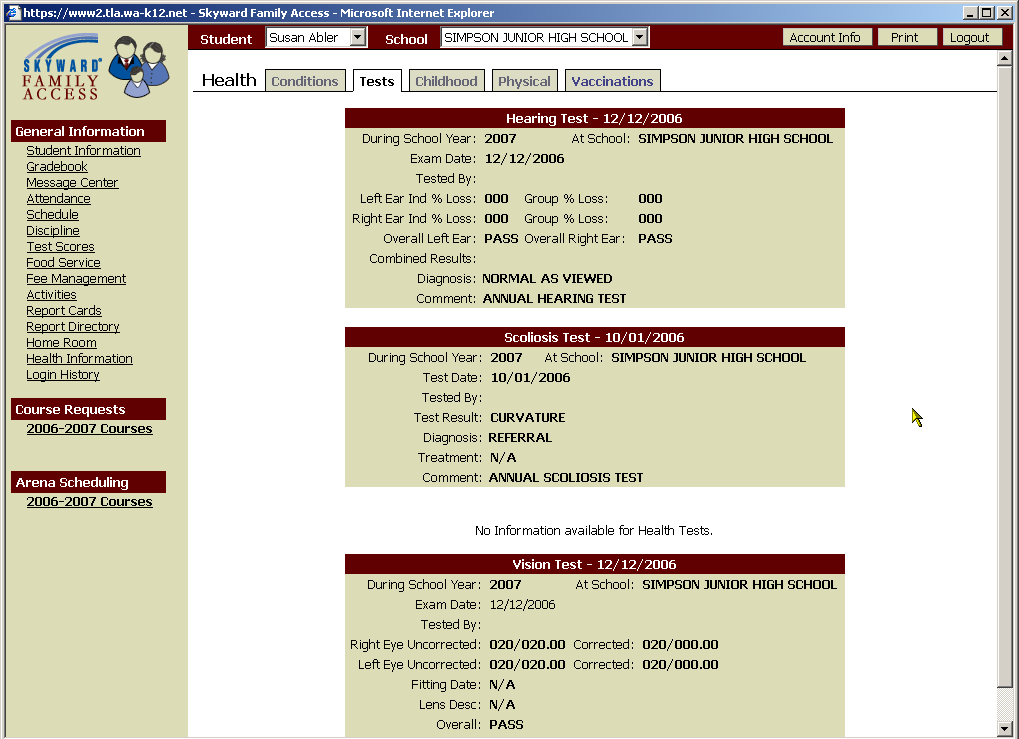 https://www2.tla.wa-k12.net - Skyward Family Access - Microsoft Internet Explorer
Student Susan Abler School SIMPSON JUNIOR HIGH SCHOOL Account Info Print Logout
SKYWARD®
FAMILY
ACCESS
Health Conditions Tests Childhood Physical Vaccinations
General Information
Student Information
Gradebook
Message Center
Attendance
Schedule
Discipline
Test Scores
Food Service
Fee Management
Activities
Report Cards
Report Directory
Home Room
Health Information
Login History
Course Requests
2006-2007 Courses
Arena Scheduling
2006-2007 Courses
Hearing Test - 12/12/2006
During School Year: 2007 At School: SIMPSON JUNIOR HIGH SCHOOL
Exam Date: 12/12/2006
Tested By:
Left Ear Ind % Loss: 000 Group % Loss: 000
Right Ear Ind % Loss: 000 Group % Loss: 000
Overall Left Ear: PASS Overall Right Ear: PASS
Combined Results:
Diagnosis: NORMAL AS VIEWED
Comment: ANNUAL HEARING TEST
Scoliosis Test - 10/01/2006
During School Year: 2007 At School: SIMPSON JUNIOR HIGH SCHOOL
Test Date: 10/01/2006
Tested By:
Test Result: CURVATURE
Diagnosis: REFERRAL
Treatment: N/A
Comment: ANNUAL SCOLIOSIS TEST
No Information available for Health Tests.
Vision Test - 12/12/2006
During School Year: 2007 At School: SIMPSON JUNIOR HIGH SCHOOL
Exam Date: 12/12/2006
Tested By:
Right Eye Uncorrected: 020/020.00 Corrected: 020/000.00
Left Eye Uncorrected: 020/020.00 Corrected: 020/000.00
Fitting Date: N/A
Lens Desc: N/A
Overall: PASS